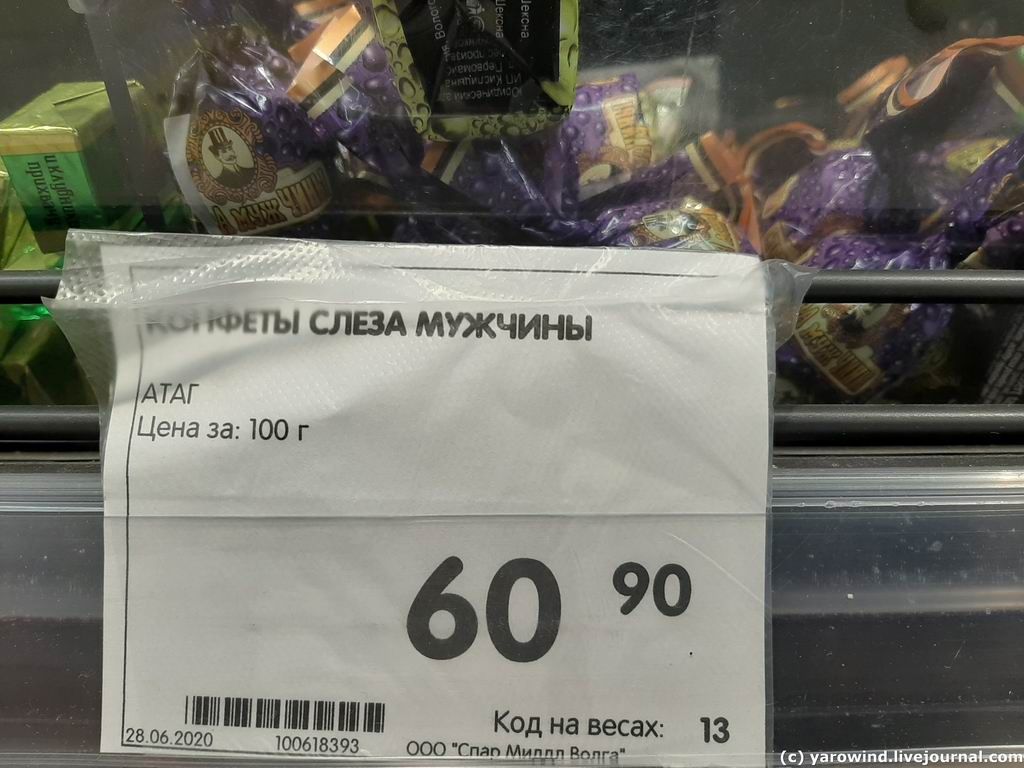 КОНФЕТЫ СЛЕЗА МУЖЧИНЫ
АТАГ
Цена за: 100 г
60 90
Код на весах: 13
28.06.2020 100618393 ООО "Спар Миддл Волга"
(c) yarowind.livejournal.com